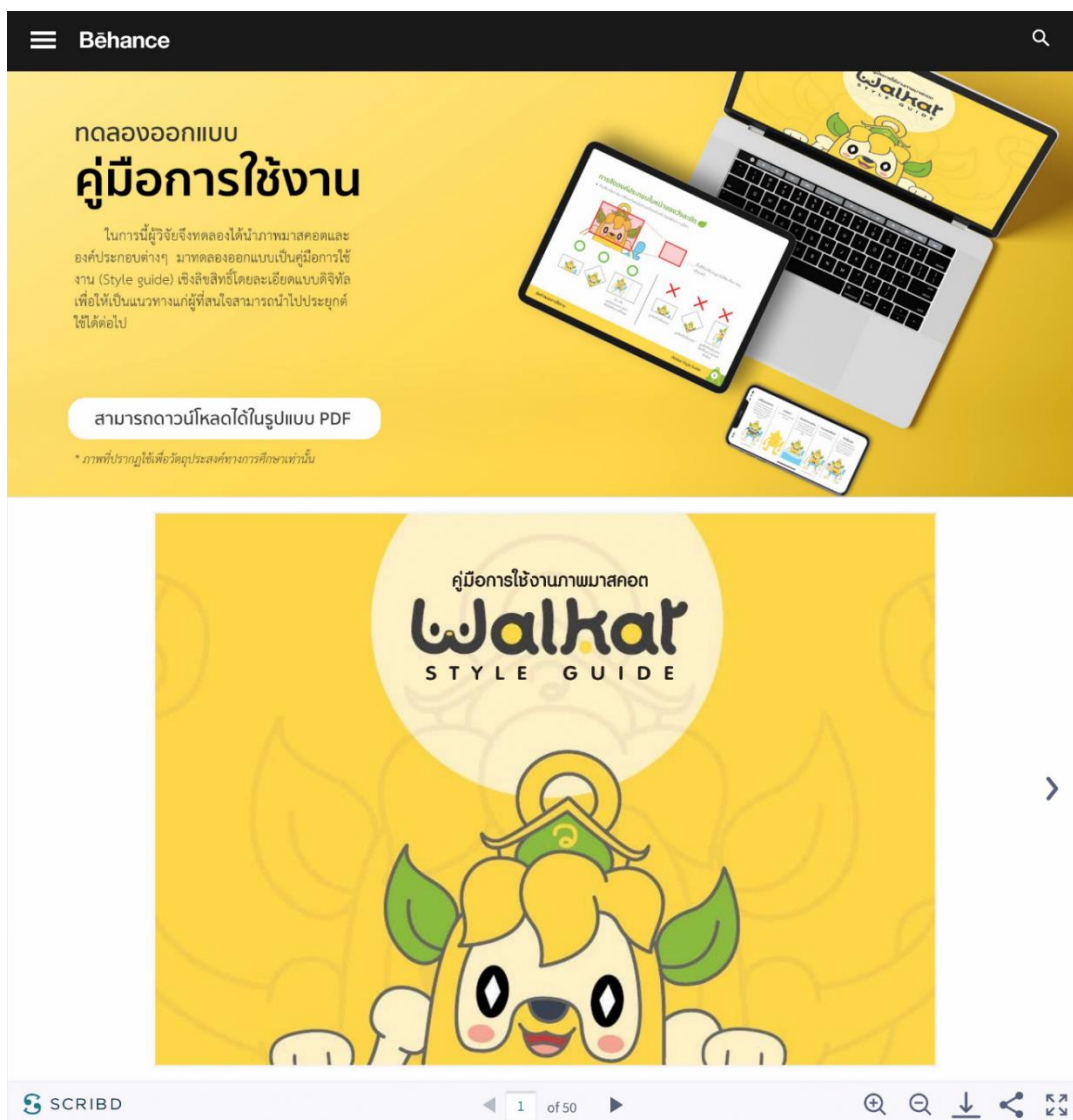 Bēhance
ทดลองออกแบบ
คู่มือการใช้งาน
ในการนี้ผู้วิจัยจึงทดลองได้นำภาพมาสคอตและ
องค์ประกอบต่างๆ มาทดลองออกแบบเป็นคู่มือการใช้
งาน (Style guide) เชิงลิขสิทธิ์โดยละเอียดแบบดิจิทัล
เพื่อให้เป็นแนวทางแก่ผู้ที่สนใจสามารถนำไปประยุกต์
ใช้ได้ต่อไป
สามารถดาวน์โหลดได้ในรูปแบบ PDF
* ภาพที่ปรากฏใช้เพื่อวัตถุประสงค์ทางการศึกษาเท่านั้น
Walkar
STYLE GUIDE
คู่มือการใช้งานภาพมาสคอต
Walkar
STYLE GUIDE
ว
SCRIBD
1 of 50